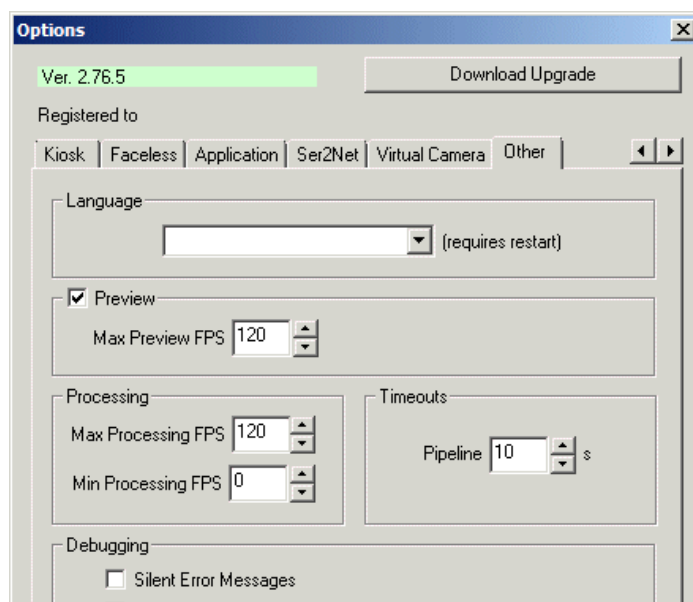 Options
Ver. 2.76.5
Download Upgrade
Registered to
Kiosk Faceless Application Ser2Net Virtual Camera Other
Language
(requires restart)
Preview
Max Preview FPS 120
Processing
Max Processing FPS 120
Min Processing FPS 0
Timeouts
Pipeline 10 s
Debugging
Silent Error Messages